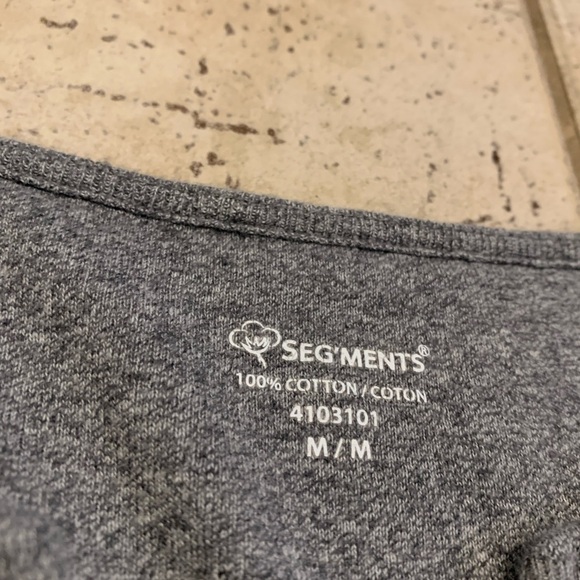 SEG'MENTS®
100% COTTON / COTON
4103101
M / M